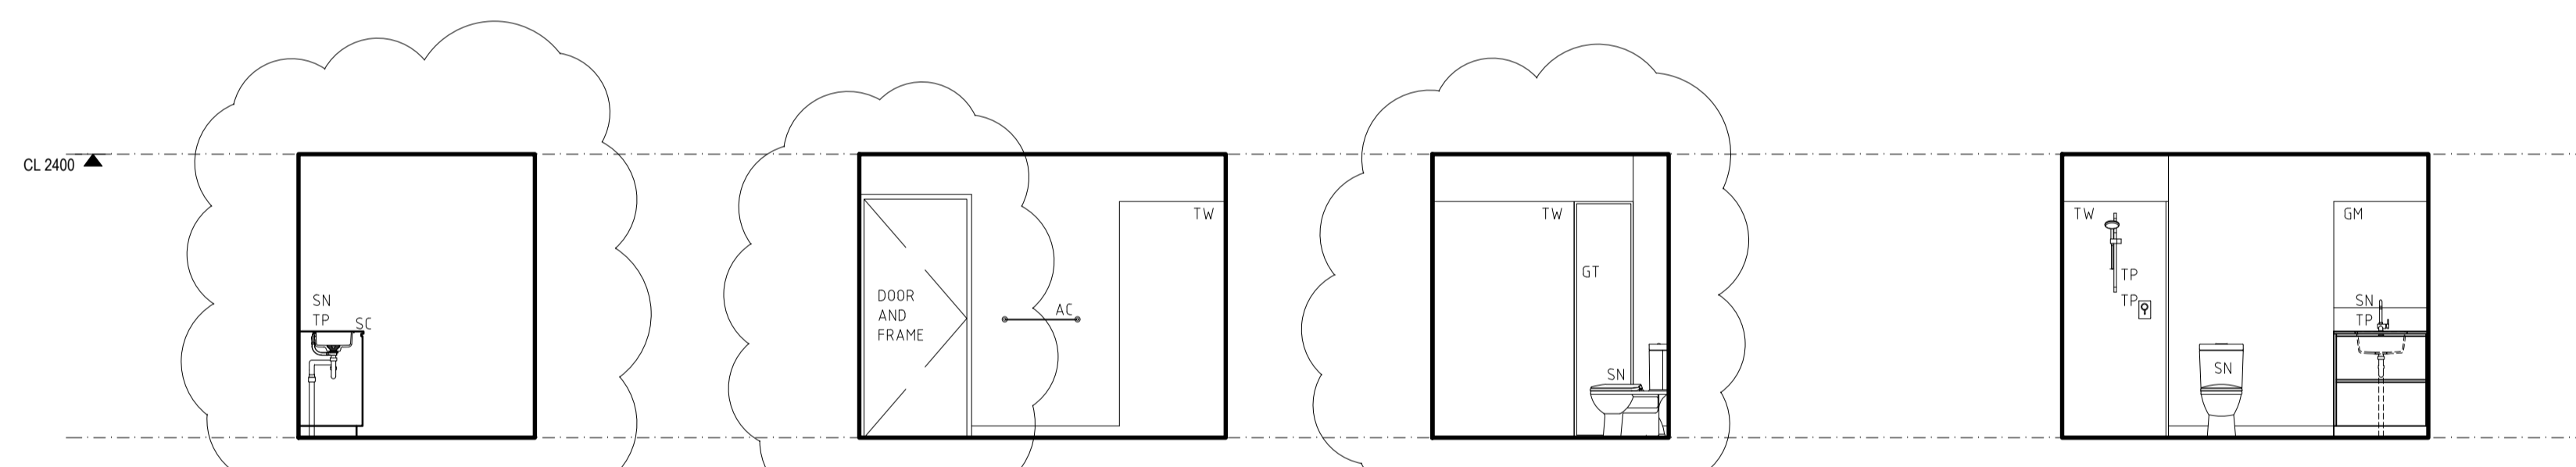 CL 2400
SN
TP
SC
DOOR
AND
FRAME
AC
TW
TW
GT
SN
TW
TP
TP
SN
GM
SN
TP